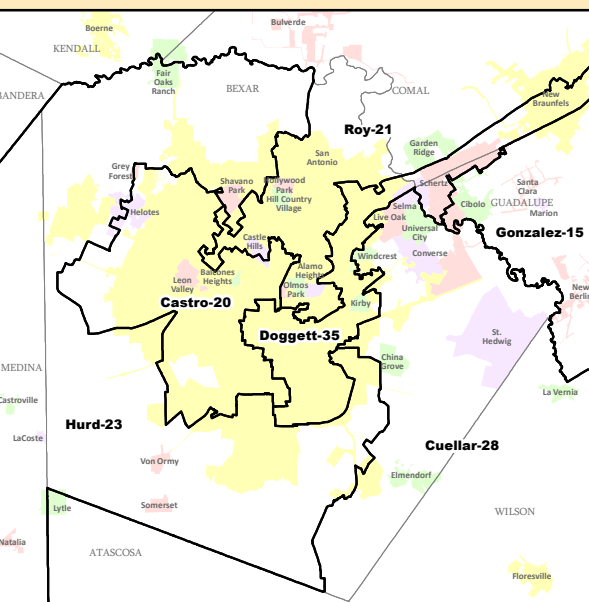 Bulverde
Boerne
KENDALL
Fair
Oaks
Ranch
BEXAR
COMAL
BANDERA
New
Braunfels
Roy-21
Garden
Ridge
San
Antonio
Grey
Forest
Shavano
Park
Hollywood
Park
Hill Country
Village
Schertz
Santa
Clara
GUADALUPE
Marion
Cibolo
Helotes
Selma
Live Oak
Universal
City
Gonzalez-15
Castle
Hills
Windcrest
Converse
Alamo
Heights
Leon
Valley
Balcones
Heights
Olmos
Park
Castro-20
Kirby
New
Berlin
Doggett-35
St.
Hedwig
China
Grove
MEDINA
La Vernia
Castroville
Hurd-23
LaCoste
Cuellar-28
Von Ormy
Elmendorf
Lytle
Somerset
WILSON
Natalia
ATASCOSA
Floresville